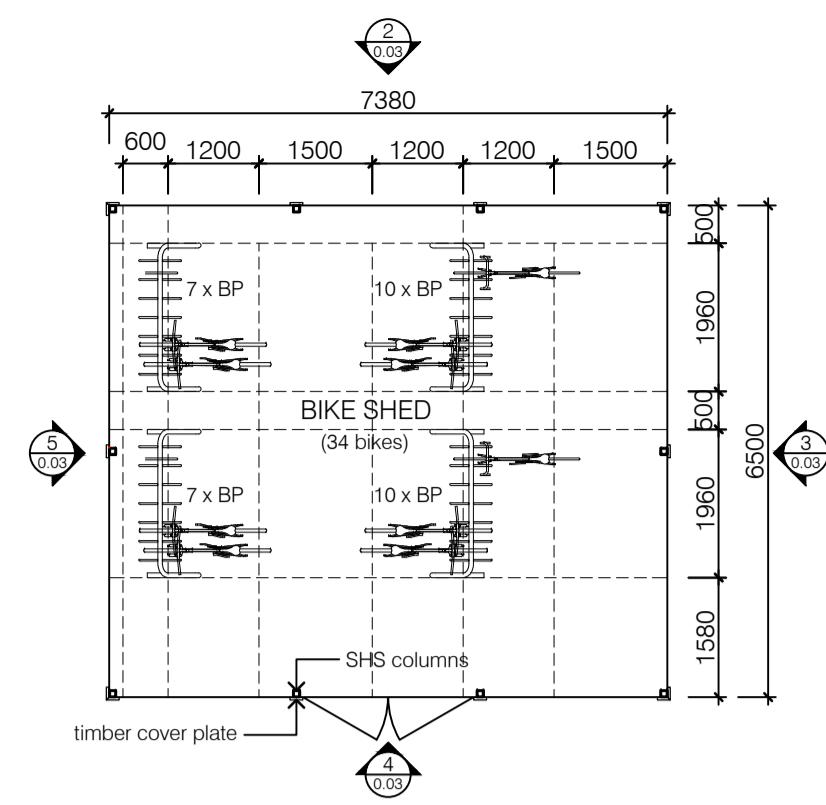 2
0.03
7380
600 1200 1500 1200 1200 1500
500
7 x BP 10 x BP
1960
BIKE SHED
500
(34 bikes)
5
0.03
6500
3
0.03
7 x BP 10 x BP
1960
1580
SHS columns
timber cover plate
4
0.03